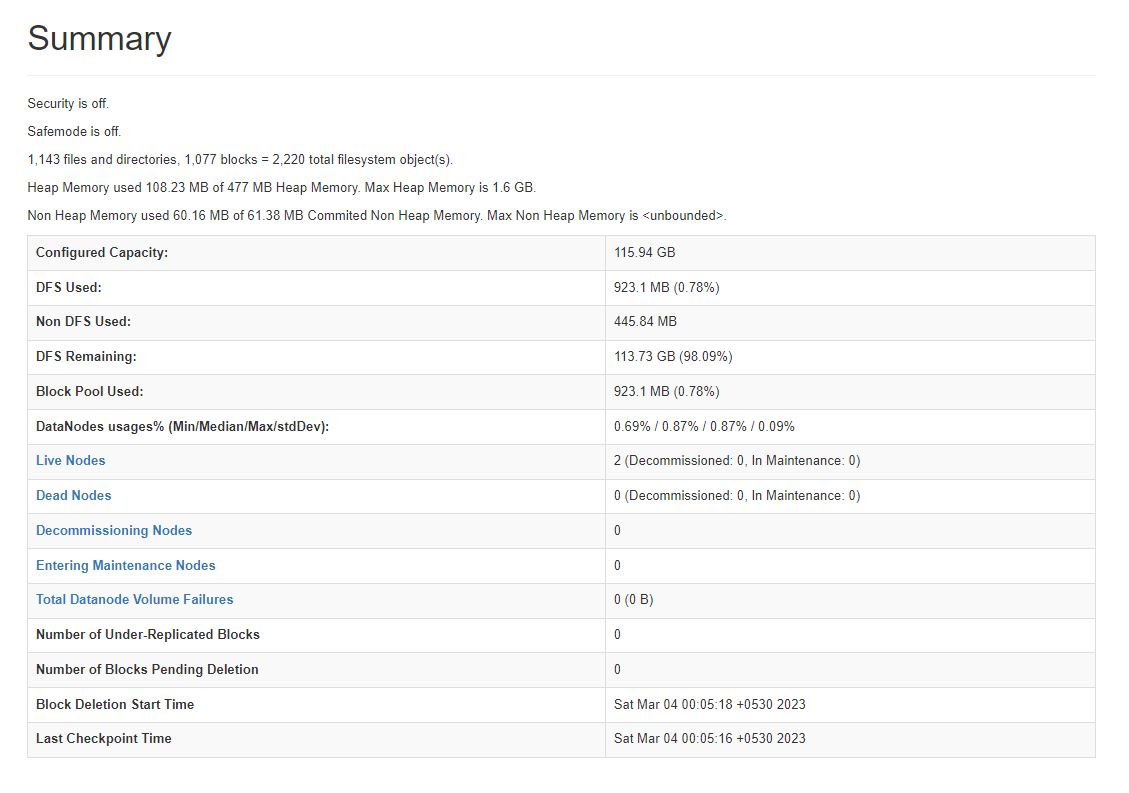 Summary
Security is off.
Safemode is off.
1,143 files and directories, 1,077 blocks = 2,220 total filesystem object(s).
Heap Memory used 108.23 MB of 477 MB Heap Memory. Max Heap Memory is 1.6 GB.
Non Heap Memory used 60.16 MB of 61.38 MB Commited Non Heap Memory. Max Non Heap Memory is <unbounded>.
Configured Capacity: 115.94 GB
DFS Used: 923.1 MB (0.78%)
Non DFS Used: 445.84 MB
DFS Remaining: 113.73 GB (98.09%)
Block Pool Used: 923.1 MB (0.78%)
DataNodes usages% (Min/Median/Max/stdDev): 0.69% / 0.87% / 0.87% / 0.09%
Live Nodes 2 (Decommissioned: 0, In Maintenance: 0)
Dead Nodes 0 (Decommissioned: 0, In Maintenance: 0)
Decommissioning Nodes 0
Entering Maintenance Nodes 0
Total Datanode Volume Failures 0 (0 B)
Number of Under-Replicated Blocks 0
Number of Blocks Pending Deletion 0
Block Deletion Start Time Sat Mar 04 00:05:18 +0530 2023
Last Checkpoint Time Sat Mar 04 00:05:16 +0530 2023